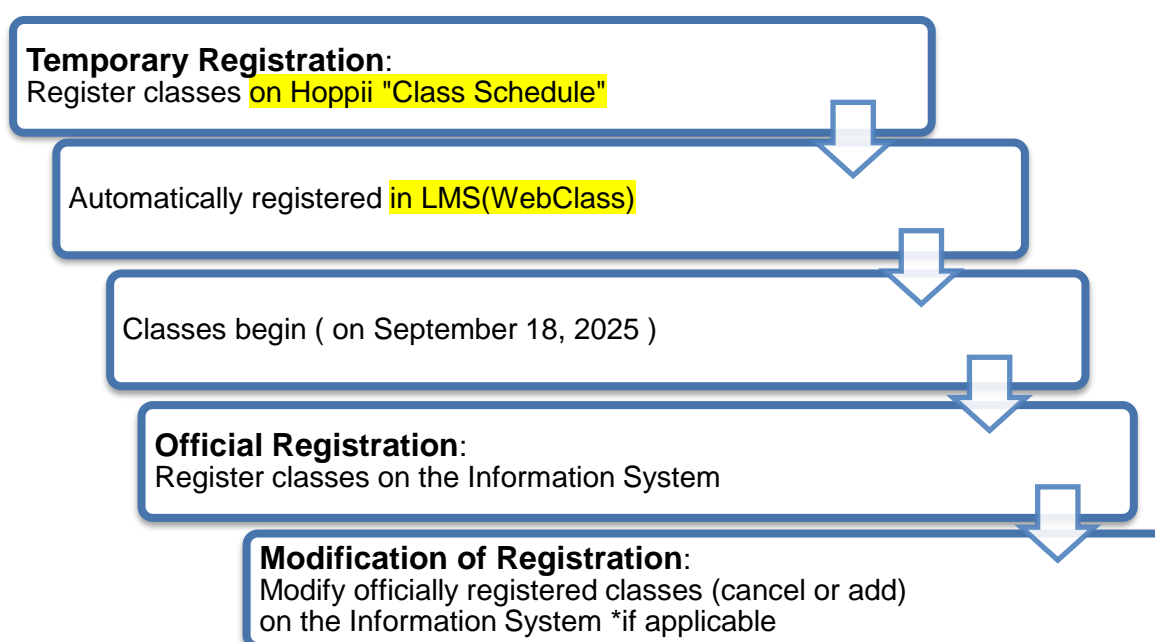 Temporary Registration:
Register classes on Hoppii "Class Schedule"
Automatically registered in LMS(WebClass)
Classes begin ( on September 18, 2025 )
Official Registration:
Register classes on the Information System
Modification of Registration:
Modify officially registered classes (cancel or add)
on the Information System *if applicable